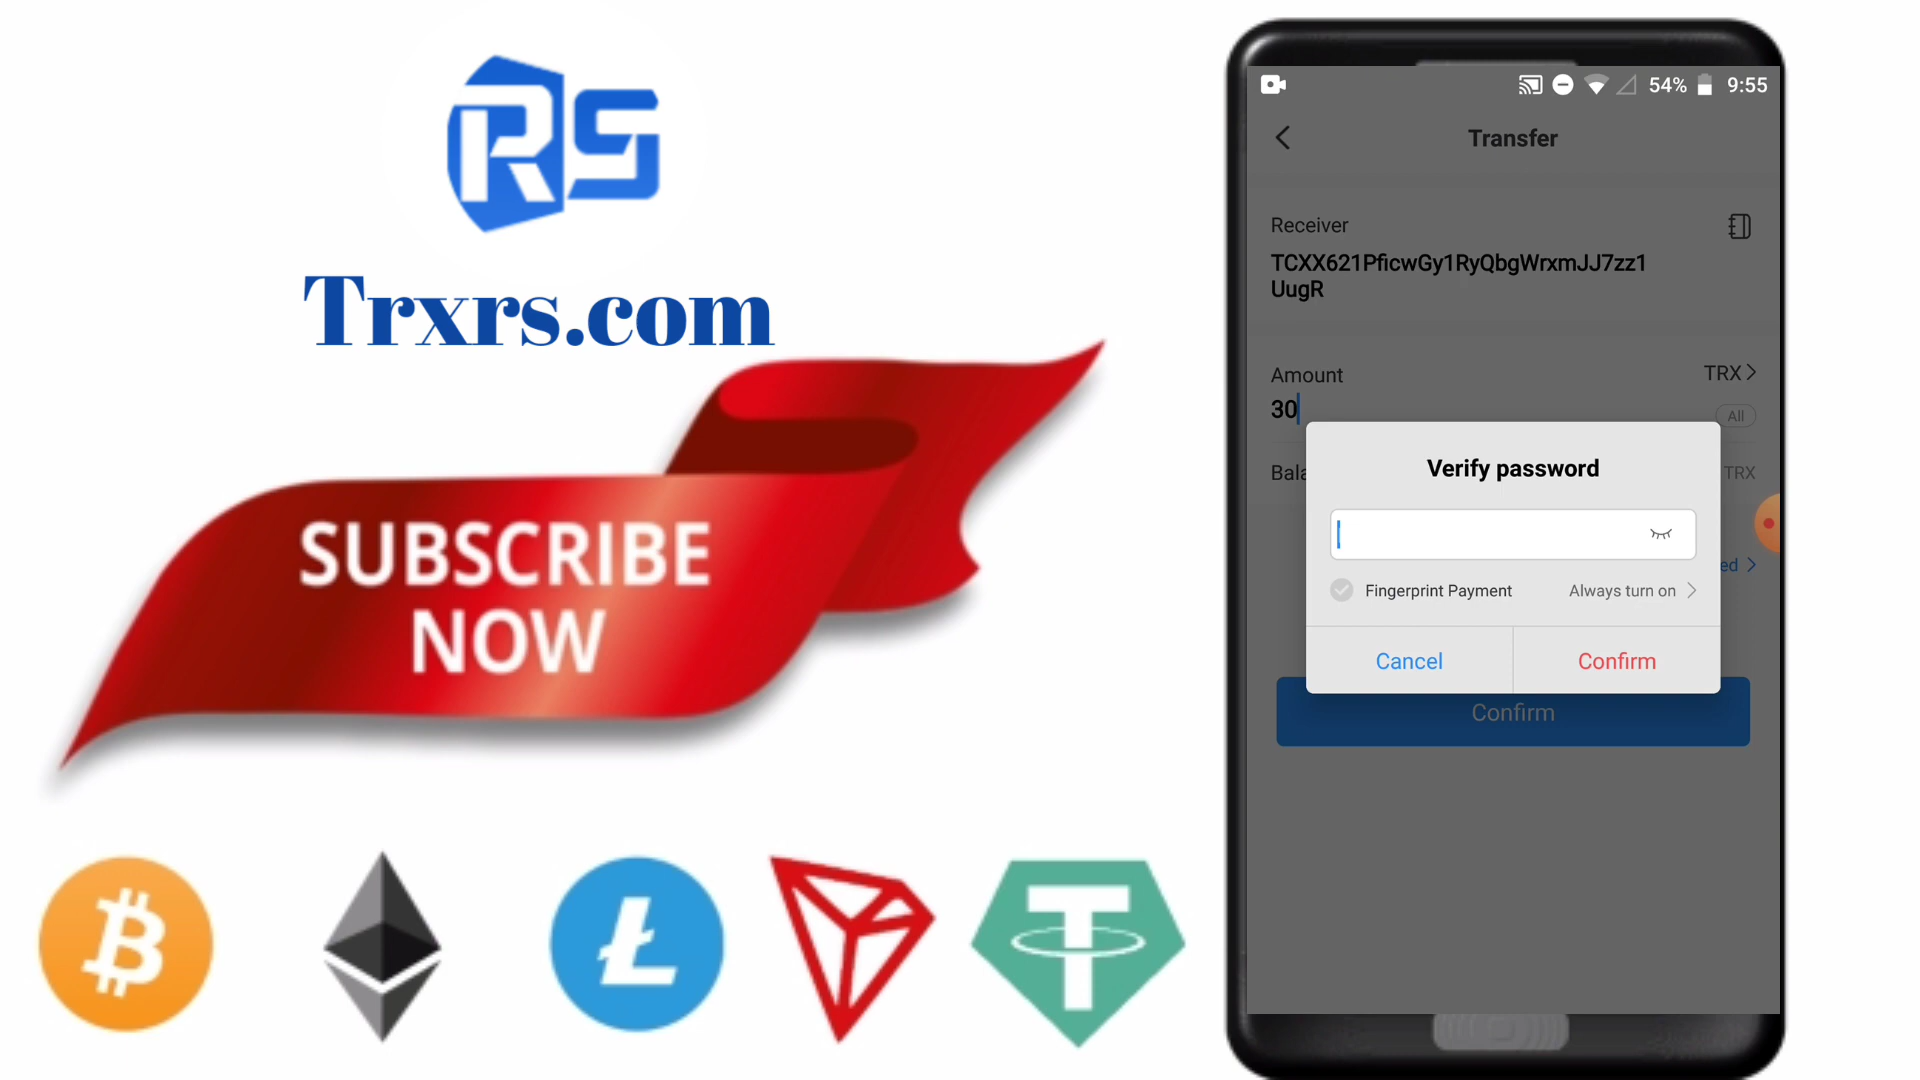 RS
Trxrs.com
SUBSCRIBE
NOW
54% 9:55
Transfer
Receiver
TCXX621PficwGy1RyQbgWrxmJJ7zz1
UugR
Amount
TRX
30
All
Bala
TRX
Verify password
ed
Fingerprint Payment
Always turn on
Cancel
Confirm
Confirm